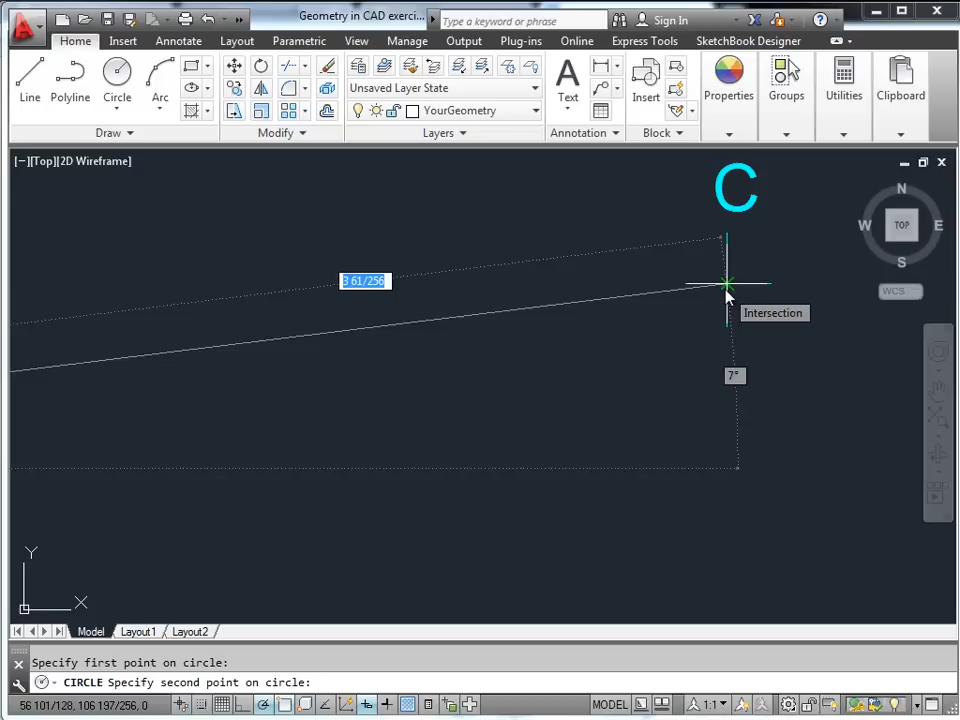 Geometry in CAD exerci...
Type a keyword or phrase
Sign In
Home
Insert
Annotate
Layout
Parametric
View
Manage
Output
Plug-ins
Online
Express Tools
SketchBook Designer
Line
Polyline
Circle
Arc
Unsaved Layer State
YourGeometry
Text
Insert
Properties
Groups
Utilities
Clipboard
Draw
Modify
Layers
Annotation
Block
[−][Top][2D Wireframe]
C
N
W
TOP
E
S
WCS
3 61/256
Intersection
7°
Y
X
Model
Layout1
Layout2
Specify first point on circle:
CIRCLE Specify second point on circle:
56 101/128, 106 197/256, 0
MODEL
1:1